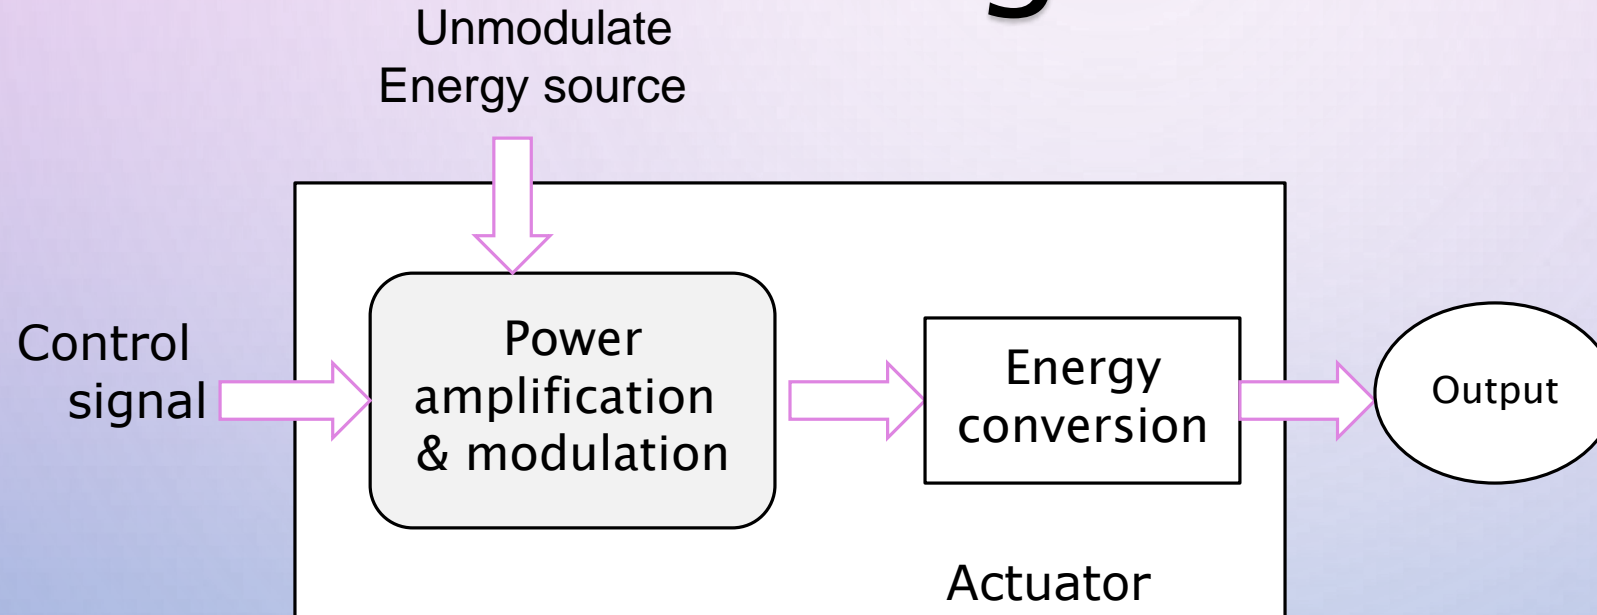 Unmodulate
Energy source
Control
signal
Power
amplification
& modulation
Energy
conversion
Output
Actuator